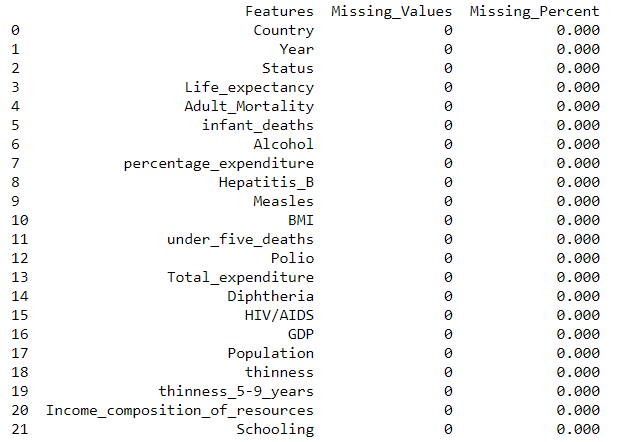 Features Missing_Values Missing_Percent
0 Country 0 0.000
1 Year 0 0.000
2 Status 0 0.000
3 Life_expectancy 0 0.000
4 Adult_Mortality 0 0.000
5 infant_deaths 0 0.000
6 Alcohol 0 0.000
7 percentage_expenditure 0 0.000
8 Hepatitis_B 0 0.000
9 Measles 0 0.000
10 BMI 0 0.000
11 under_five_deaths 0 0.000
12 Polio 0 0.000
13 Total_expenditure 0 0.000
14 Diphtheria 0 0.000
15 HIV/AIDS 0 0.000
16 GDP 0 0.000
17 Population 0 0.000
18 thinness 0 0.000
19 thinness_5-9_years 0 0.000
20 Income_composition_of_resources 0 0.000
21 Schooling 0 0.000